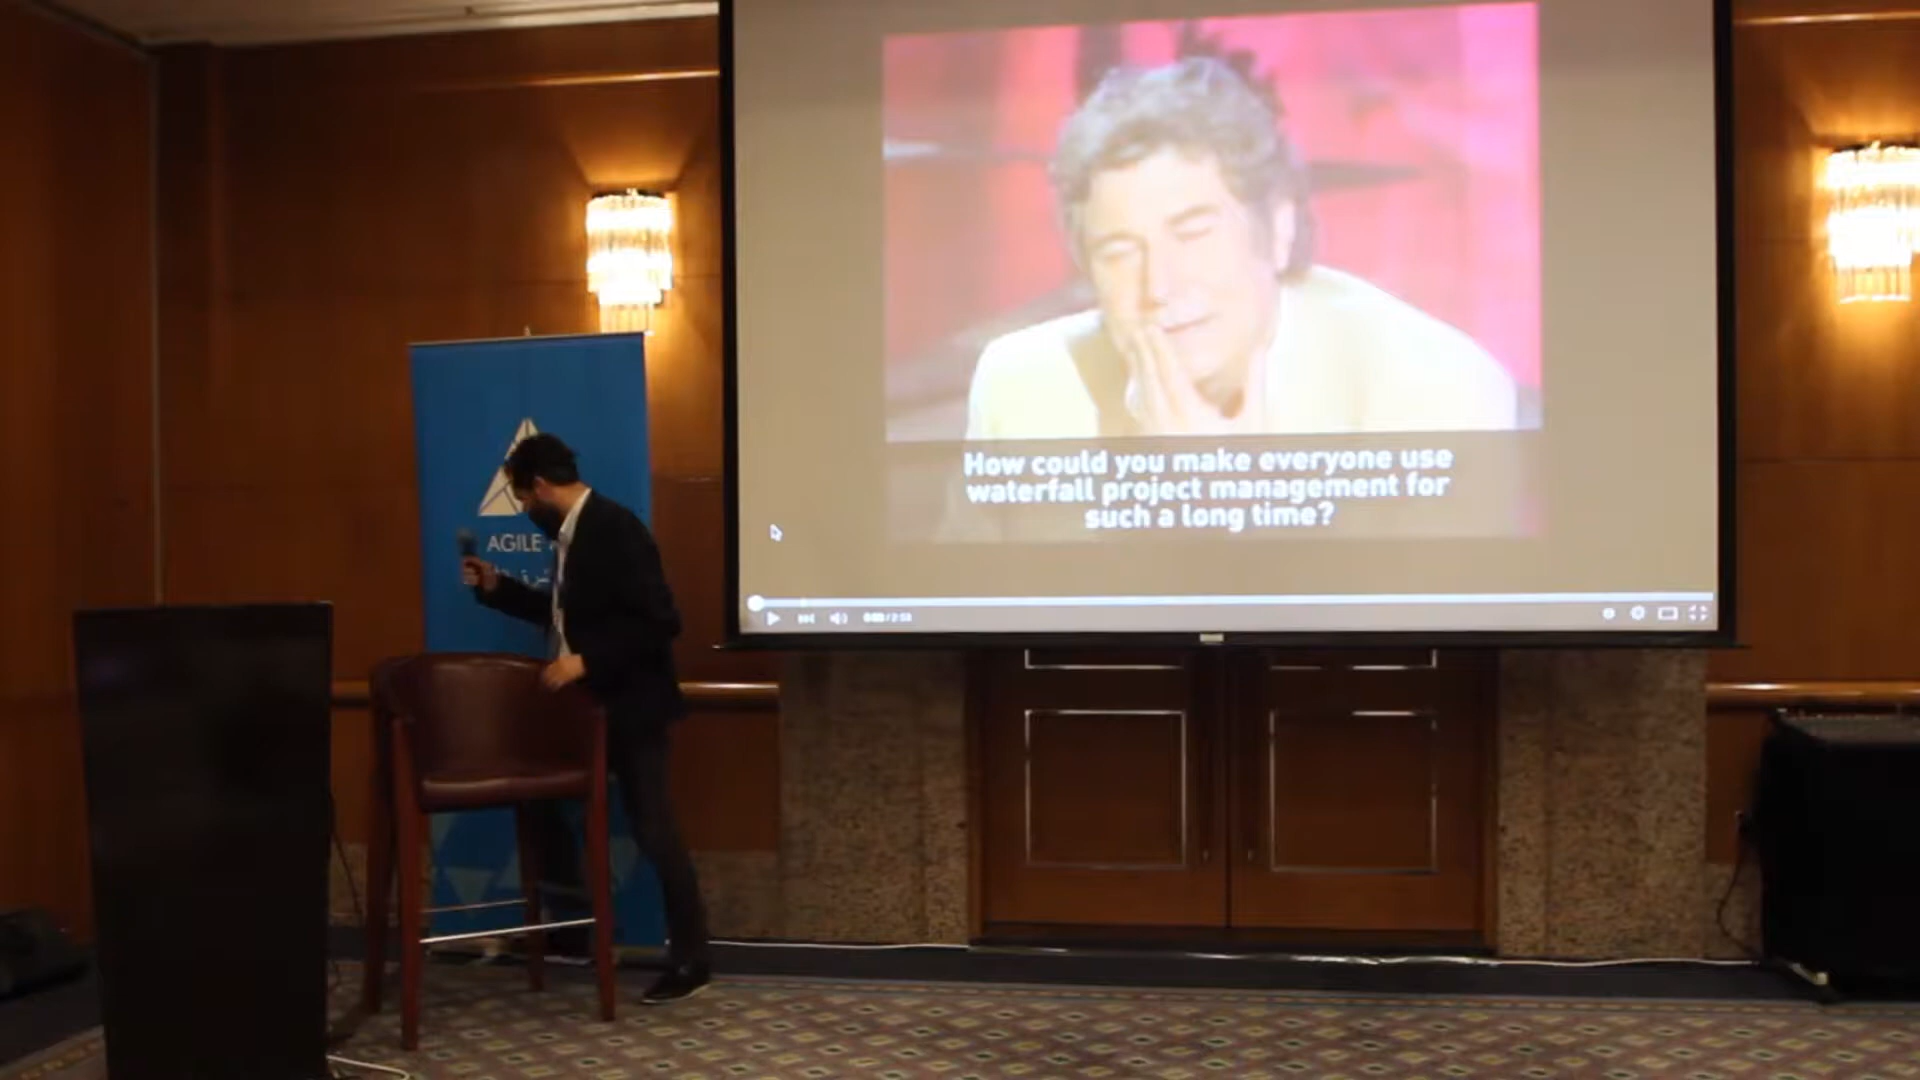 How could you make everyone use
waterfall project management for
such a long time?
AGILE